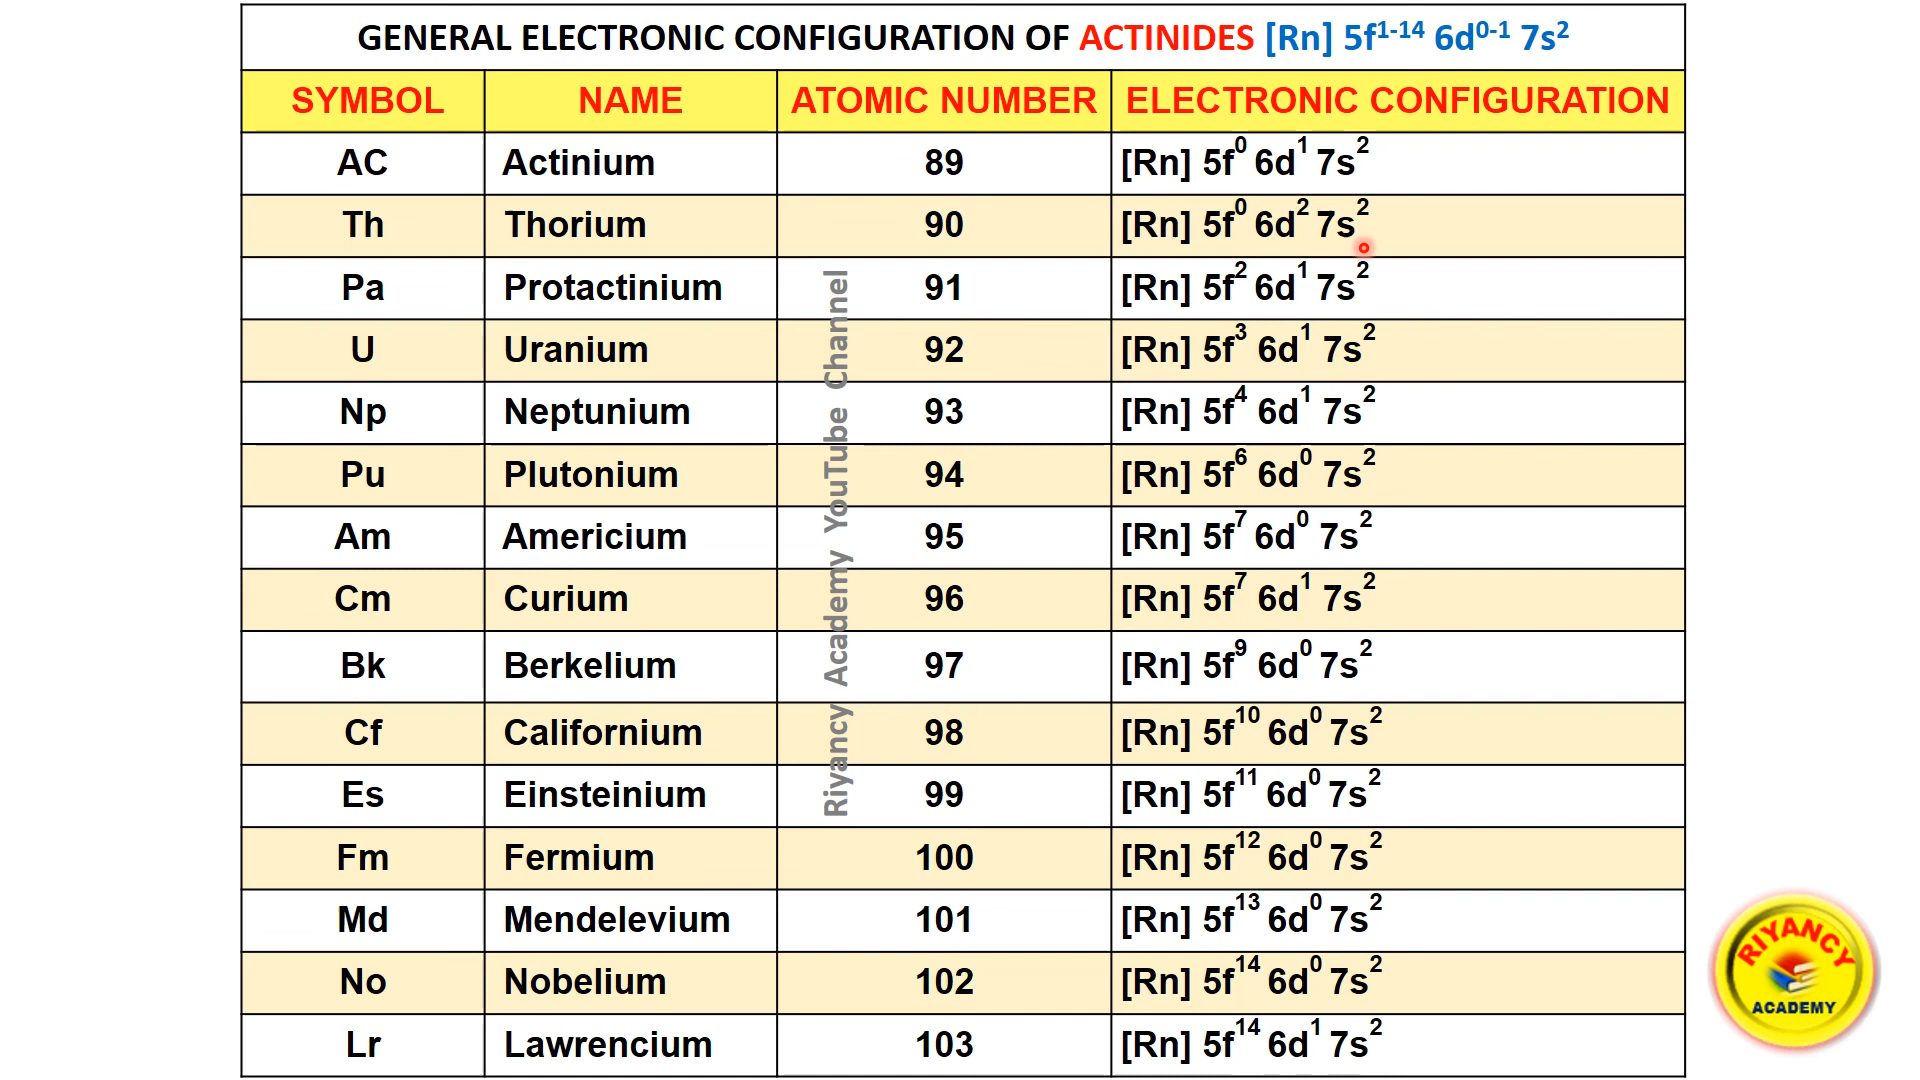 GENERAL ELECTRONIC CONFIGURATION OF ACTINIDES [Rn] 5f¹⁻¹⁴ 6d⁰⁻¹ 7s²
SYMBOL NAME ATOMIC NUMBER ELECTRONIC CONFIGURATION
AC Actinium 89 [Rn] 5f⁰ 6d¹ 7s²
Th Thorium 90 [Rn] 5f⁰ 6d² 7s²
Pa Protactinium 91 [Rn] 5f² 6d¹ 7s²
U Uranium 92 [Rn] 5f³ 6d¹ 7s²
Np Neptunium 93 [Rn] 5f⁴ 6d¹ 7s²
Pu Plutonium 94 [Rn] 5f⁶ 6d⁰ 7s²
Am Americium 95 [Rn] 5f⁷ 6d⁰ 7s²
Cm Curium 96 [Rn] 5f⁷ 6d¹ 7s²
Bk Berkelium 97 [Rn] 5f⁹ 6d⁰ 7s²
Cf Californium 98 [Rn] 5f¹⁰ 6d⁰ 7s²
Es Einsteinium 99 [Rn] 5f¹¹ 6d⁰ 7s²
Fm Fermium 100 [Rn] 5f¹² 6d⁰ 7s²
Md Mendelevium 101 [Rn] 5f¹³ 6d⁰ 7s²
No Nobelium 102 [Rn] 5f¹⁴ 6d⁰ 7s²
Lr Lawrencium 103 [Rn] 5f¹⁴ 6d¹ 7s²
Riyancy Academy YouTube Channel
RIYANCY
ACADEMY